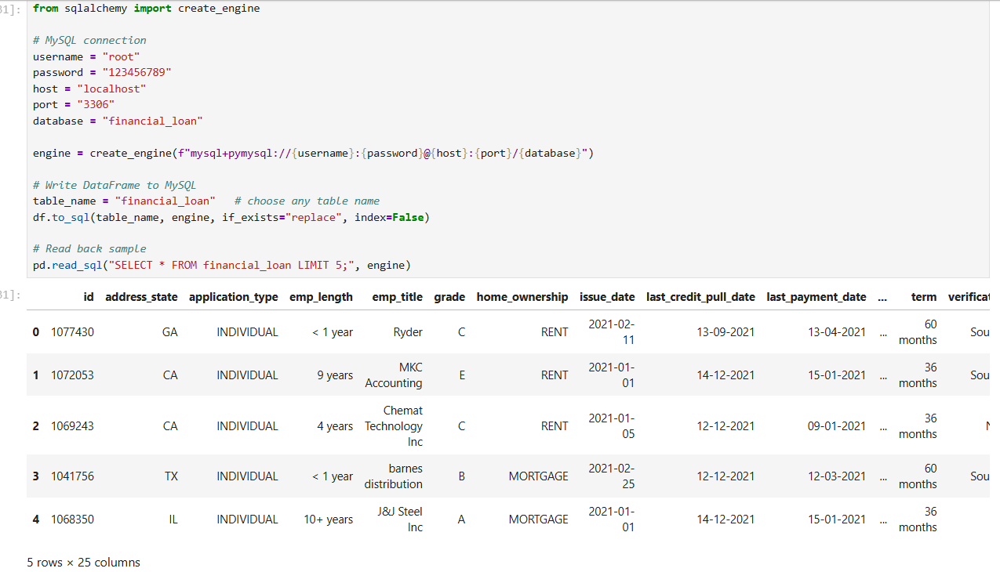 31]:
from sqlalchemy import create_engine
# MySQL connection
username = "root"
password = "123456789"
host = "localhost"
port = "3306"
database = "financial_loan"
engine = create_engine(f"mysql+pymysql://{username}:{password}@{host}:{port}/{database}")
# Write DataFrame to MySQL
table_name = "financial_loan"   # choose any table name
df.to_sql(table_name, engine, if_exists="replace", index=False)
# Read back sample
pd.read_sql("SELECT * FROM financial_loan LIMIT 5;", engine)
31]:
id address_state application_type emp_length emp_title grade home_ownership issue_date last_credit_pull_date last_payment_date ... term verificat
0 1077430 GA INDIVIDUAL < 1 year Ryder C RENT 2021-02-11 13-09-2021 13-04-2021 ... 60 months Sou
1 1072053 CA INDIVIDUAL 9 years MKC Accounting E RENT 2021-01-01 14-12-2021 15-01-2021 ... 36 months Sou
2 1069243 CA INDIVIDUAL 4 years Chemat Technology Inc C RENT 2021-01-05 12-12-2021 09-01-2021 ... 36 months N
3 1041756 TX INDIVIDUAL < 1 year barnes distribution B MORTGAGE 2021-02-25 12-12-2021 12-03-2021 ... 60 months Sou
4 1068350 IL INDIVIDUAL 10+ years J&J Steel Inc A MORTGAGE 2021-01-01 14-12-2021 15-01-2021 ... 36 months
5 rows × 25 columns